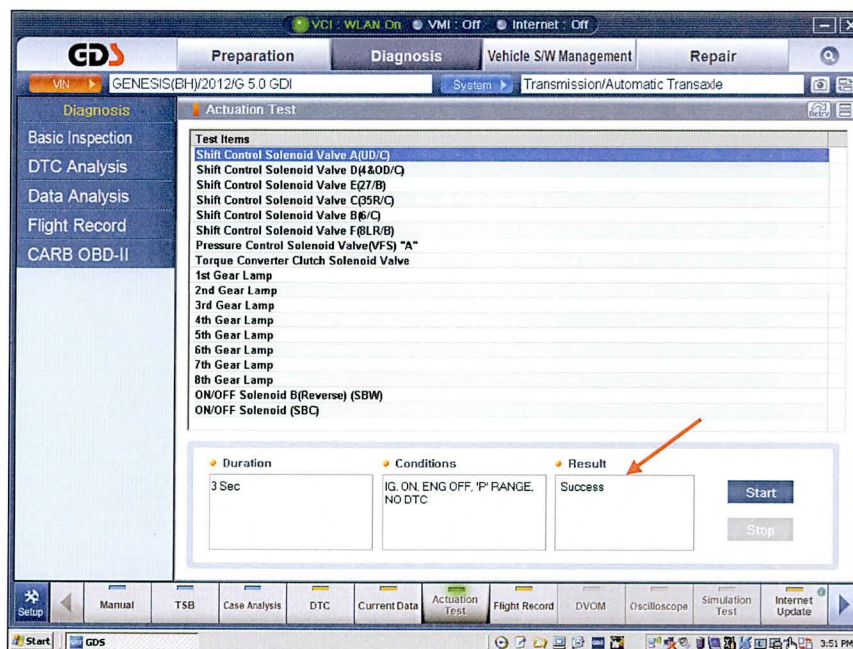 VCI : WLAN On VMI : Off Internet : Off
GDS Preparation Diagnosis Vehicle S/W Management Repair
VIN GENESIS(BH)/2012/G 5.0 GDI System Transmission/Automatic Transaxle
Diagnosis
Basic Inspection
DTC Analysis
Data Analysis
Flight Record
CARB OBD-II
Actuation Test
Retry
Test Items
Shift Control Solenoid Valve A(UD/C)
Shift Control Solenoid Valve D(4&OD/C)
Shift Control Solenoid Valve E(27/B)
Shift Control Solenoid Valve C(35R/C)
Shift Control Solenoid Valve B(6/C)
Shift Control Solenoid Valve F(8LR/B)
Pressure Control Solenoid Valve(VFS) "A"
Torque Converter Clutch Solenoid Valve
1st Gear Lamp
2nd Gear Lamp
3rd Gear Lamp
4th Gear Lamp
5th Gear Lamp
6th Gear Lamp
7th Gear Lamp
8th Gear Lamp
ON/OFF Solenoid B(Reverse) (SBW)
ON/OFF Solenoid (SBC)
Duration
3 Sec
Conditions
IG. ON, ENG OFF, 'P' RANGE,
NO DTC
Result
Success
Start
Stop
Setup Manual TSB Case Analysis DTC Current Data Actuation Test Flight Record DVOM Oscilloscope Simulation Test Internet Update
Start GDS 3:51 PM